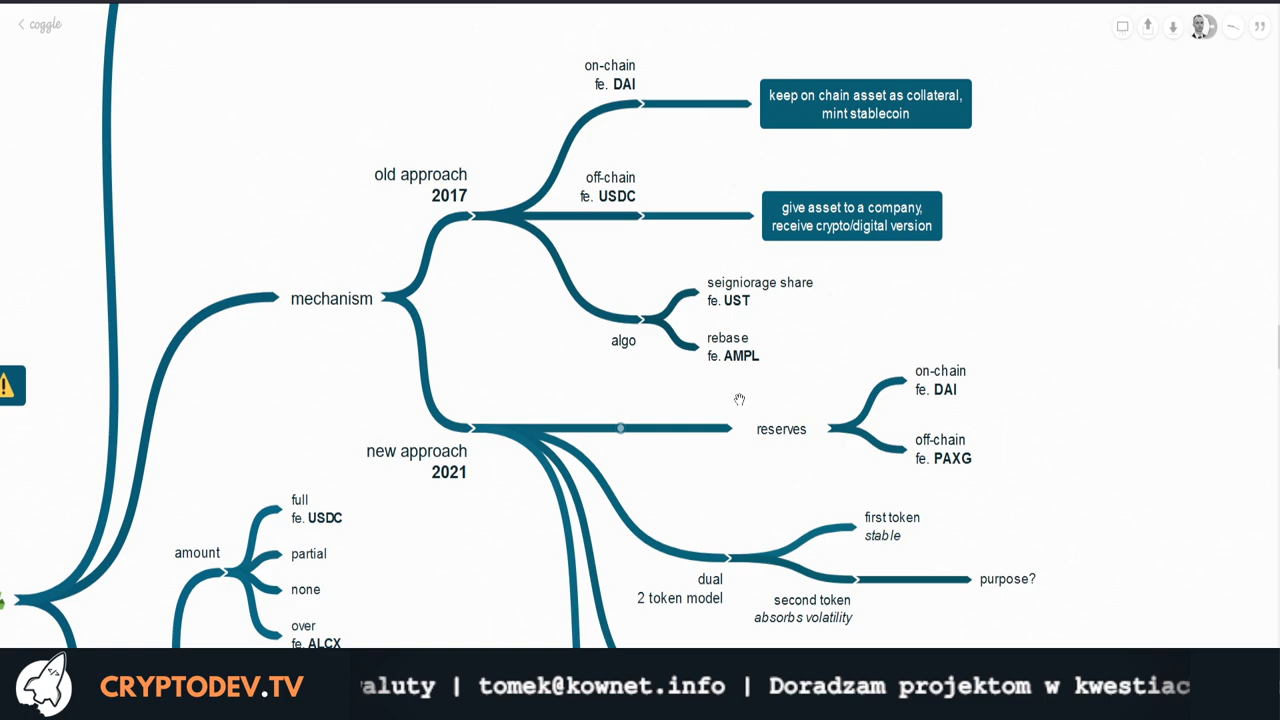 coggle
on-chain
fe. DAI
keep on chain asset as collateral,
mint stablecoin
old approach
2017
off-chain
fe. USDC
give asset to a company,
receive crypto/digital version
mechanism
seigniorage share
fe. UST
algo
rebase
fe. AMPL
new approach
2021
reserves
on-chain
fe. DAI
off-chain
fe. PAXG
full
fe. USDC
amount
partial
none
over
fe. ALCX
first token
stable
dual
2 token model
second token
absorbs volatility
purpose?
CRYPTODEV.TV
waluty | tomek@kownet.info | Doradzam projektom w kwestiac